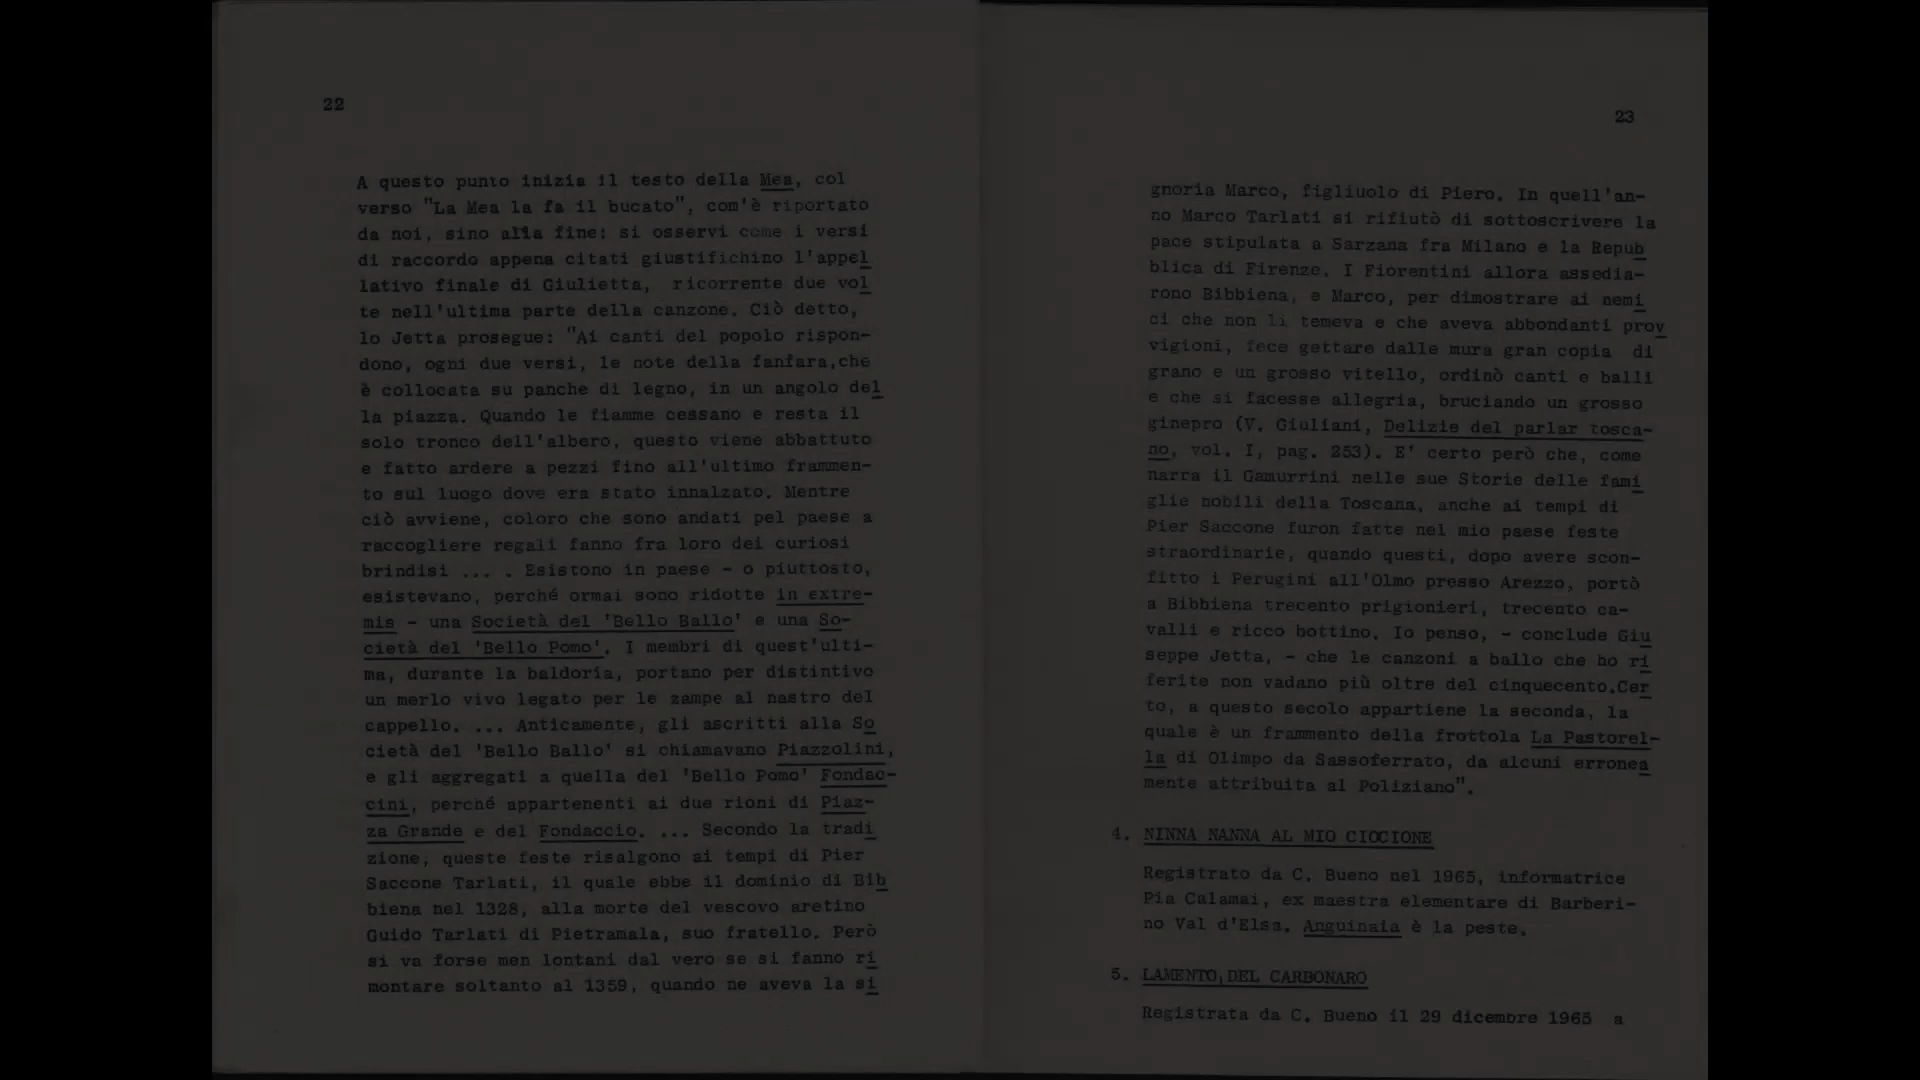 22
A questo punto inizia il testo della Mea, col
verso "La Mea la fa il bucato", com'è riportato
da noi, sino alla fine: si osservi come i versi
di raccordo appena citati giustifichino l'appel
lativo finale di Giulietta, ricorrente due vol
te nell'ultima parte della canzone. Ciò detto,
lo Jetta prosegue: "Ai canti del popolo rispon-
dono, ogni due versi, le note della fanfara,che
è collocata su panche di legno, in un angolo del
la piazza. Quando le fiamme cessano e resta il
solo tronco dell'albero, questo viene abbattuto
e fatto ardere a pezzi fino all'ultimo frammen-
to sul luogo dove era stato innalzato. Mentre
ciò avviene, coloro che sono andati pel paese a
raccogliere regali fanno fra loro dei curiosi
brindisi ... . Esistono in paese - o piuttosto,
esistevano, perché ormai sono ridotte in extre-
mis - una Società del 'Bello Ballo' e una So-
cietà del 'Bello Pomo'. I membri di quest'ulti-
ma, durante la baldoria, portano per distintivo
un merlo vivo legato per le zampe al nastro del
cappello. ... Anticamente, gli ascritti alla So
cietà del 'Bello Ballo' si chiamavano Piazzolini,
e gli aggregati a quella del 'Bello Pomo' Fondac-
cini, perché appartenenti ai due rioni di Piaz-
za Grande e del Fondaccio. ... Secondo la tradi
zione, queste feste risalgono ai tempi di Pier
Saccone Tarlati, il quale ebbe il dominio di Bib
biena nel 1328, alla morte del vescovo aretino
Guido Tarlati di Pietramala, suo fratello. Però
si va forse men lontani dal vero se si fanno ri
montare soltanto al 1359, quando ne aveva la si
23
gnoria Marco, figliuolo di Piero. In quell'an-
no Marco Tarlati si rifiutò di sottoscrivere la
pace stipulata a Sarzana fra Milano e la Repub
blica di Firenze. I Fiorentini allora assedia-
rono Bibbiena, e Marco, per dimostrare ai nemi
ci che non li temeva e che aveva abbondanti prov
vigioni, fece gettare dalle mura gran copia di
grano e un grosso vitello, ordinò canti e balli
e che si facesse allegria, bruciando un grosso
ginepro (V. Giuliani, Delizie del parlar tosca-
no, vol. I, pag. 253). E' certo però che, come
narra il Gamurrini nelle sue Storie delle fami
glie nobili della Toscana, anche ai tempi di
Pier Saccone furon fatte nel mio paese feste
straordinarie, quando questi, dopo avere scon-
fitto i Perugini all'Olmo presso Arezzo, portò
a Bibbiena trecento prigionieri, trecento ca-
valli e ricco bottino. Io penso, - conclude Giu
seppe Jetta, - che le canzoni a ballo che ho ri
ferite non vadano più oltre del cinquecento.Cer
to, a questo secolo appartiene la seconda, la
quale è un frammento della frottola La Pastorel-
la di Olimpo da Sassoferrato, da alcuni erronea
mente attribuita al Poliziano".
4. NINNA NANNA AL MIO CIOCIONE
Registrato da C. Bueno nel 1965, informatrice
Pia Calamai, ex maestra elementare di Barberi-
no Val d'Elsa. Anguinaia è la peste.
5. LAMENTO DEL CARBONARO
Registrata da C. Bueno il 29 dicembre 1965 a